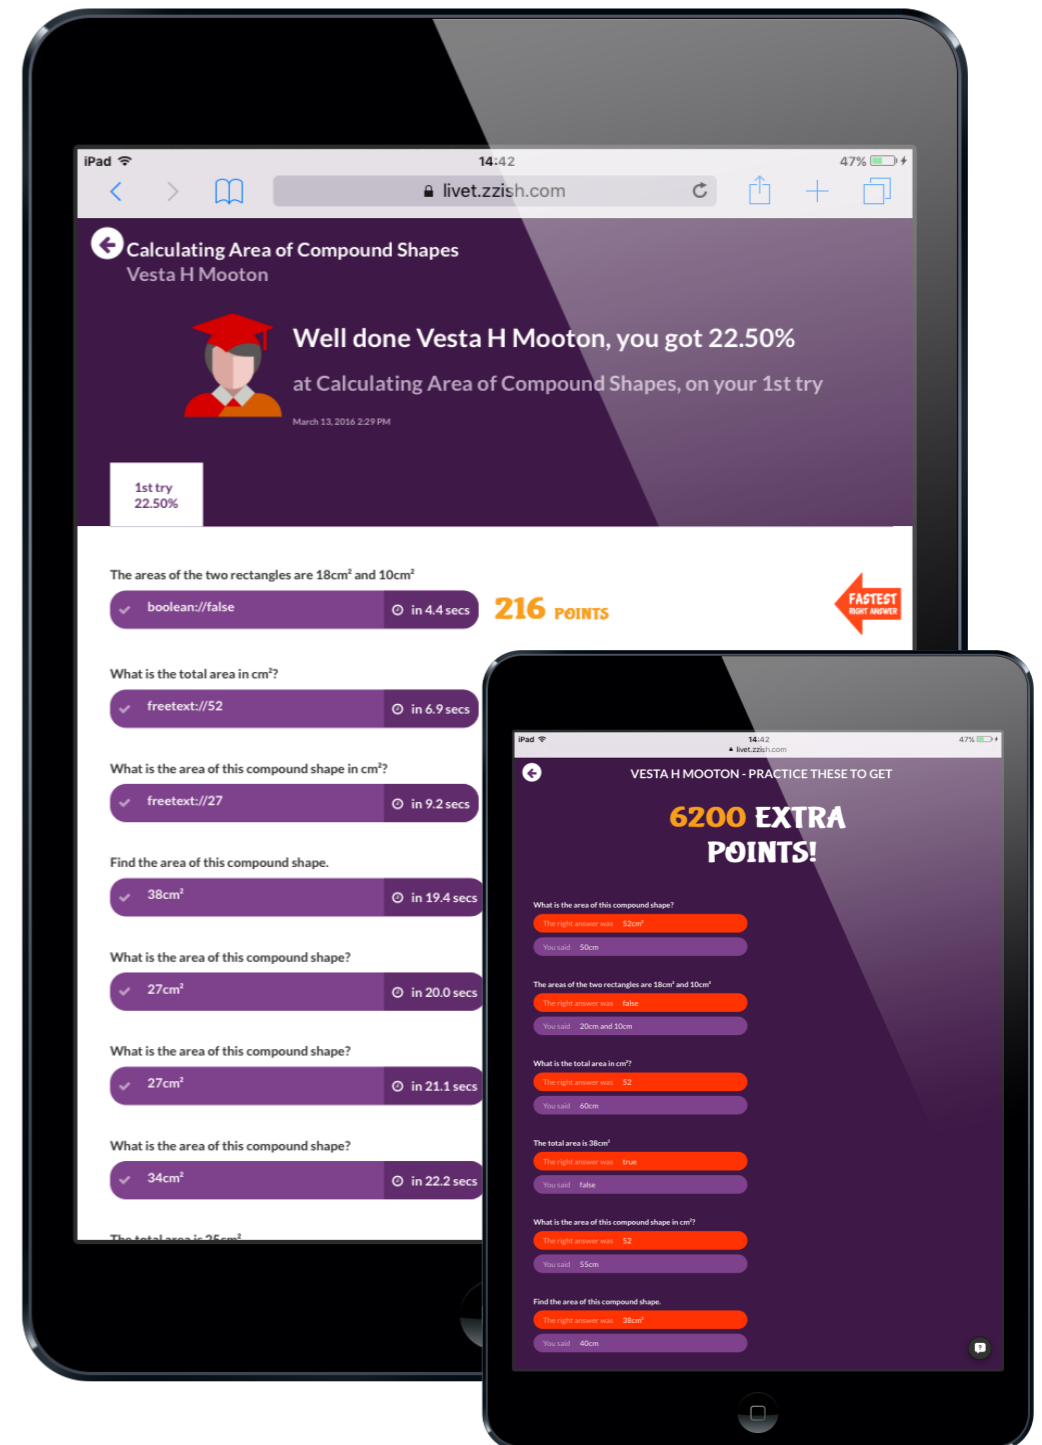 iPad 14:42 47%
livet.zzish.com
Calculating Area of Compound Shapes
Vesta H Mooton
Well done Vesta H Mooton, you got 22.50%
at Calculating Area of Compound Shapes, on your 1st try
March 13, 2016 2:29 PM
1st try
22.50%
The areas of the two rectangles are 18cm² and 10cm²
boolean://false in 4.4 secs 216 POINTS
FASTEST
RIGHT ANSWER
What is the total area in cm²?
freetext://52 in 6.9 secs
What is the area of this compound shape in cm²?
freetext://27 in 9.2 secs
Find the area of this compound shape.
38cm² in 19.4 secs
What is the area of this compound shape?
27cm² in 20.0 secs
What is the area of this compound shape?
27cm² in 21.1 secs
What is the area of this compound shape?
34cm² in 22.2 secs
The total area is 25cm²
iPad 14:42 47%
livet.zzish.com
VESTA H MOOTON - PRACTICE THESE TO GET
6200 EXTRA
POINTS!
What is the area of this compound shape?
The right answer was 52cm²
You said 50cm
The areas of the two rectangles are 18cm² and 10cm²
The right answer was false
You said 20cm and 10cm
What is the total area in cm²?
The right answer was 52
You said 60cm
The total area is 38cm²
The right answer was true
You said false
What is the area of this compound shape in cm²?
The right answer was 52
You said 55cm
Find the area of this compound shape.
The right answer was 38cm²
You said 40cm